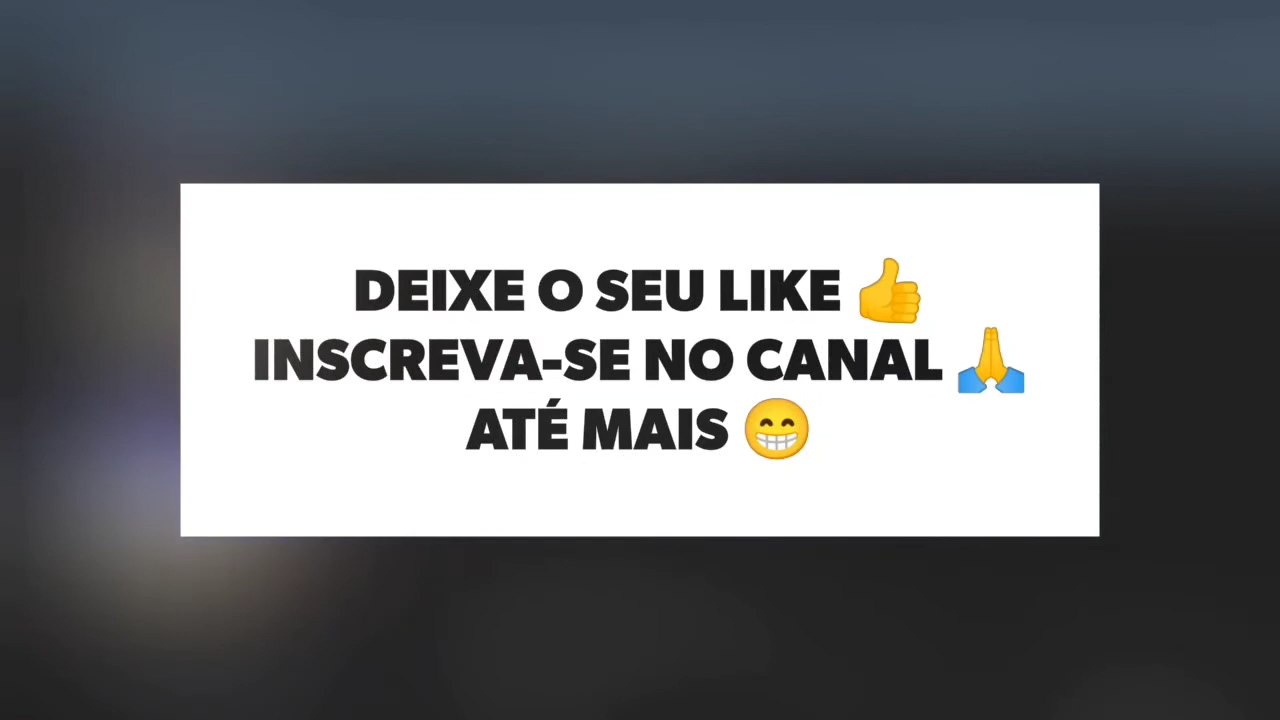 DEIXE O SEU LIKE 👍
INSCREVA-SE NO CANAL 🙏
ATÉ MAIS 😁